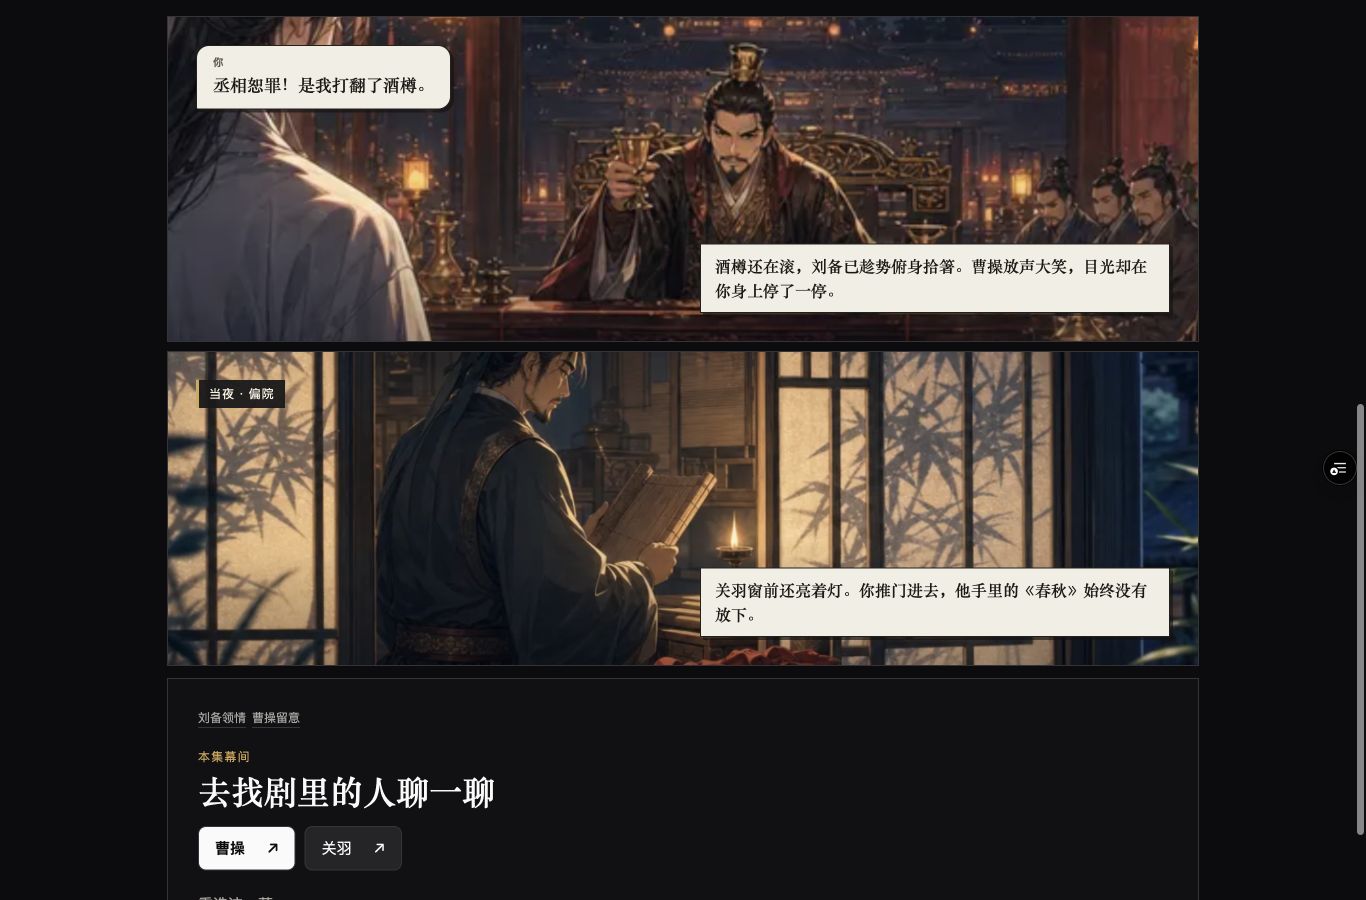 你
丞相恕罪！是我打翻了酒樽。
酒樽还在滚，刘备已趁势俯身拾箸。曹操放声大笑，目光却在
你身上停了一停。
当夜 · 偏院
关羽窗前还亮着灯。你推门进去，他手里的《春秋》始终没有
放下。
刘备领情 曹操留意
本集幕间
去找剧里的人聊一聊
曹操
关羽